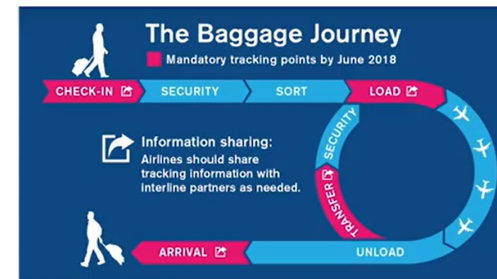 The Baggage Journey
Mandatory tracking points by June 2018
CHECK-IN
SECURITY
SORT
LOAD
SECURITY
TRANSFER
Information sharing:
Airlines should share
tracking information with
interline partners as needed.
ARRIVAL
UNLOAD